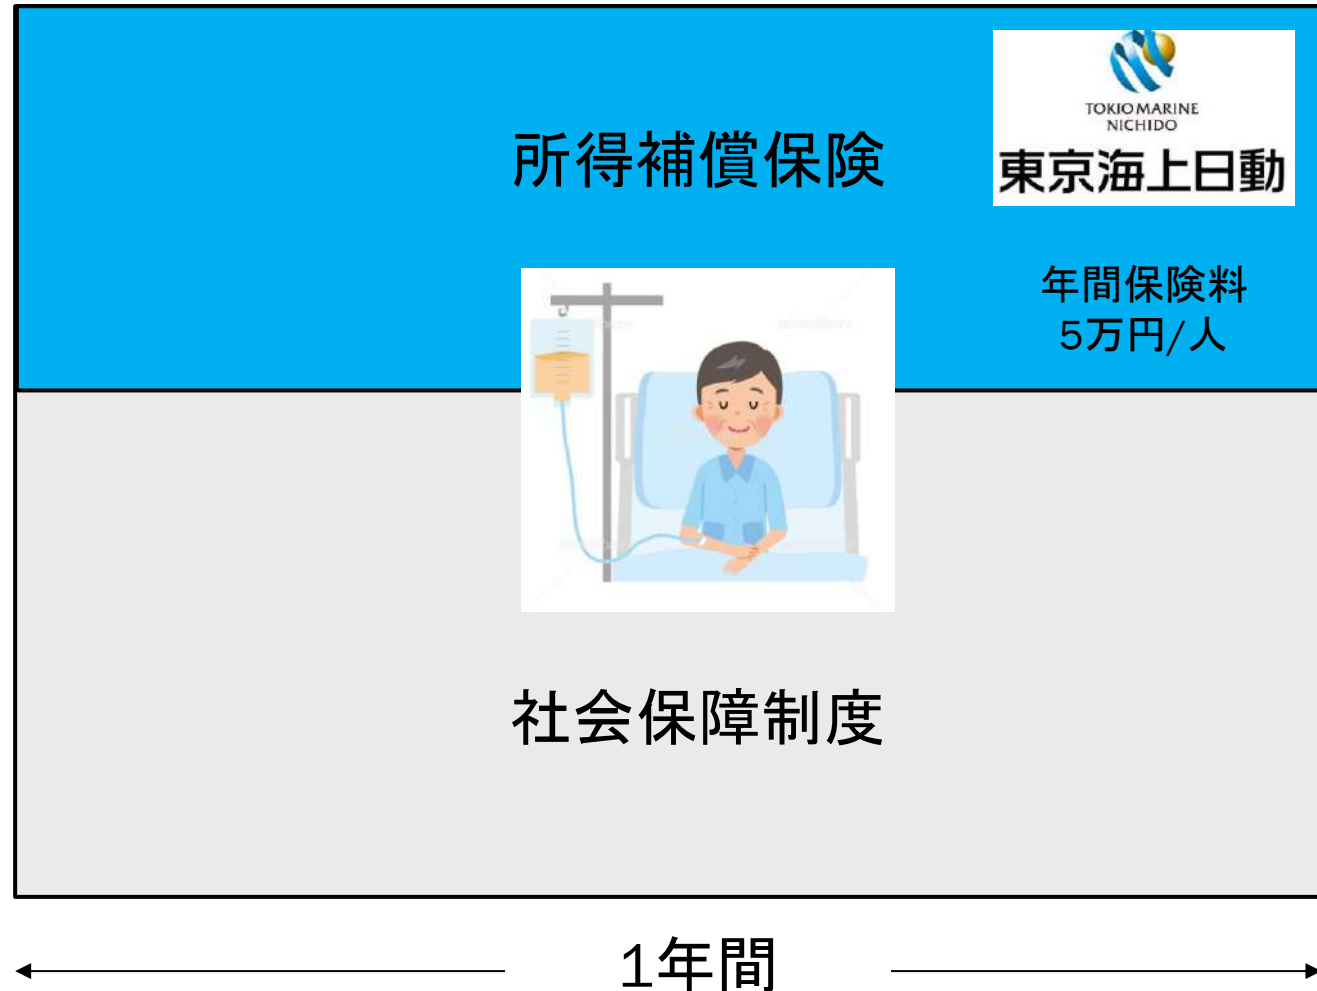 所得補償保険
TOKIO MARINE
NICHIDO
東京海上日動
年間保険料
5万円/人
社会保障制度
1年間